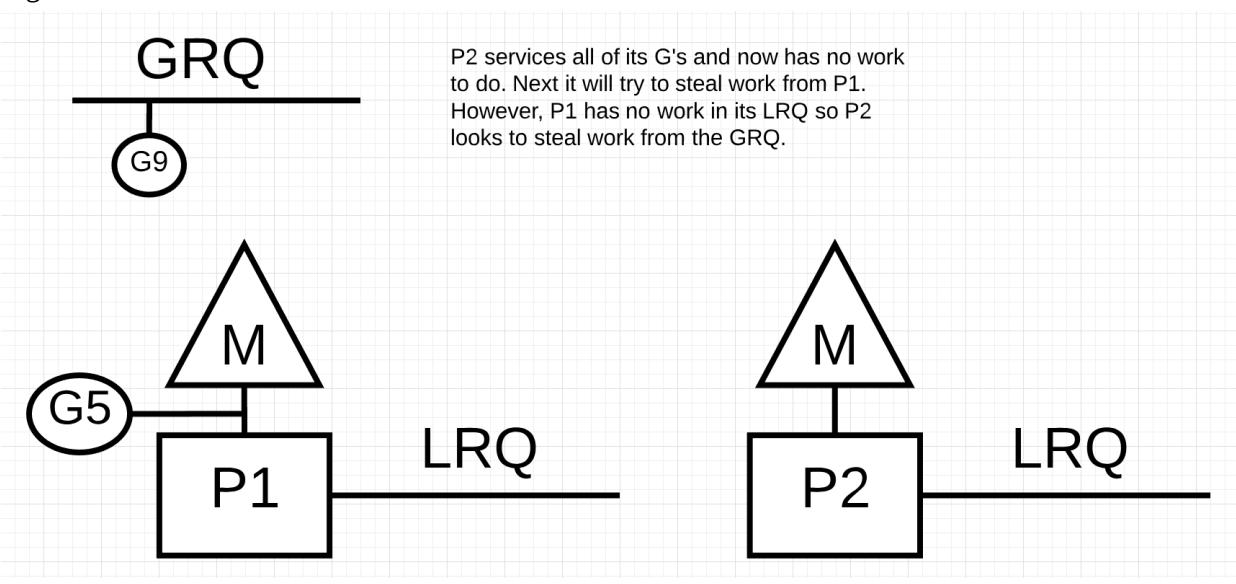 GRQ
P2 services all of its G's and now has no work
to do. Next it will try to steal work from P1.
However, P1 has no work in its LRQ so P2
looks to steal work from the GRQ.
G9
M
M
G5
LRQ
LRQ
P1
P2